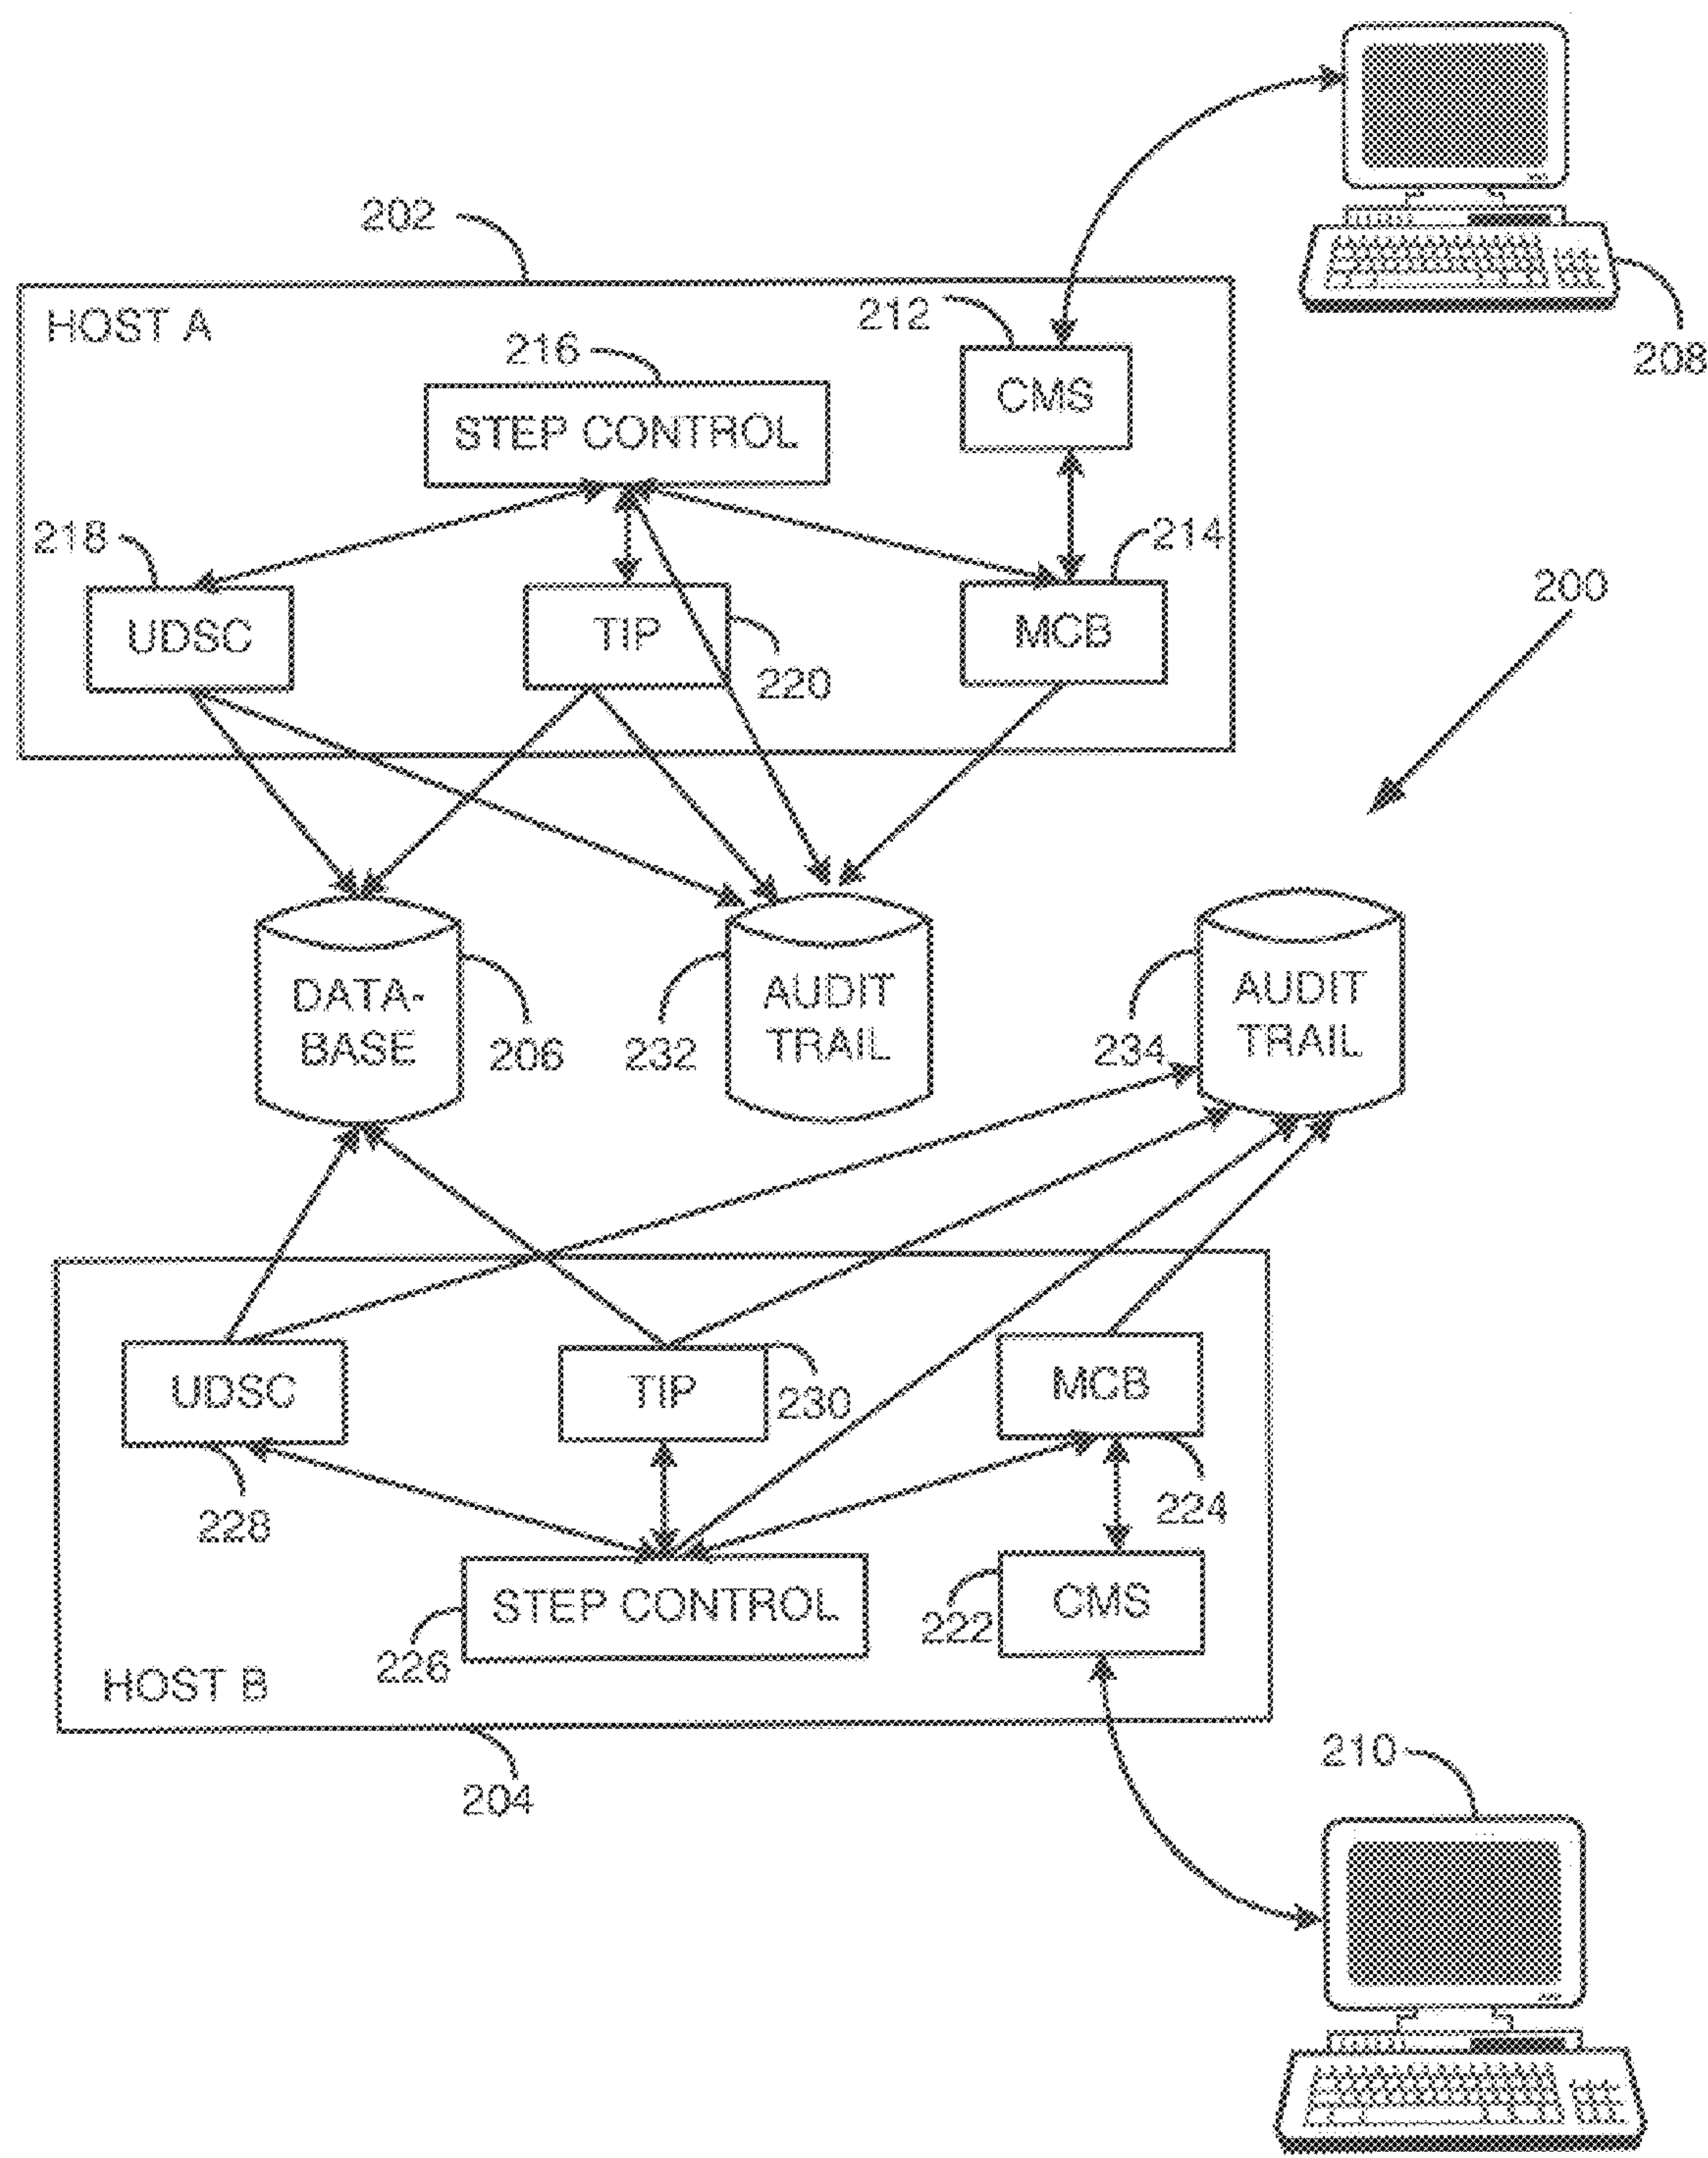 202
HOST A
212
208
216
CMS
STEP CONTROL
218
214
200
UDSC
TIP
MCB
220
DATA-
BASE
206
232
AUDIT
TRAIL
234
AUDIT
TRAIL
UDSC
TIP
230
MCB
228
224
STEP CONTROL
222
CMS
226
HOST B
204
210